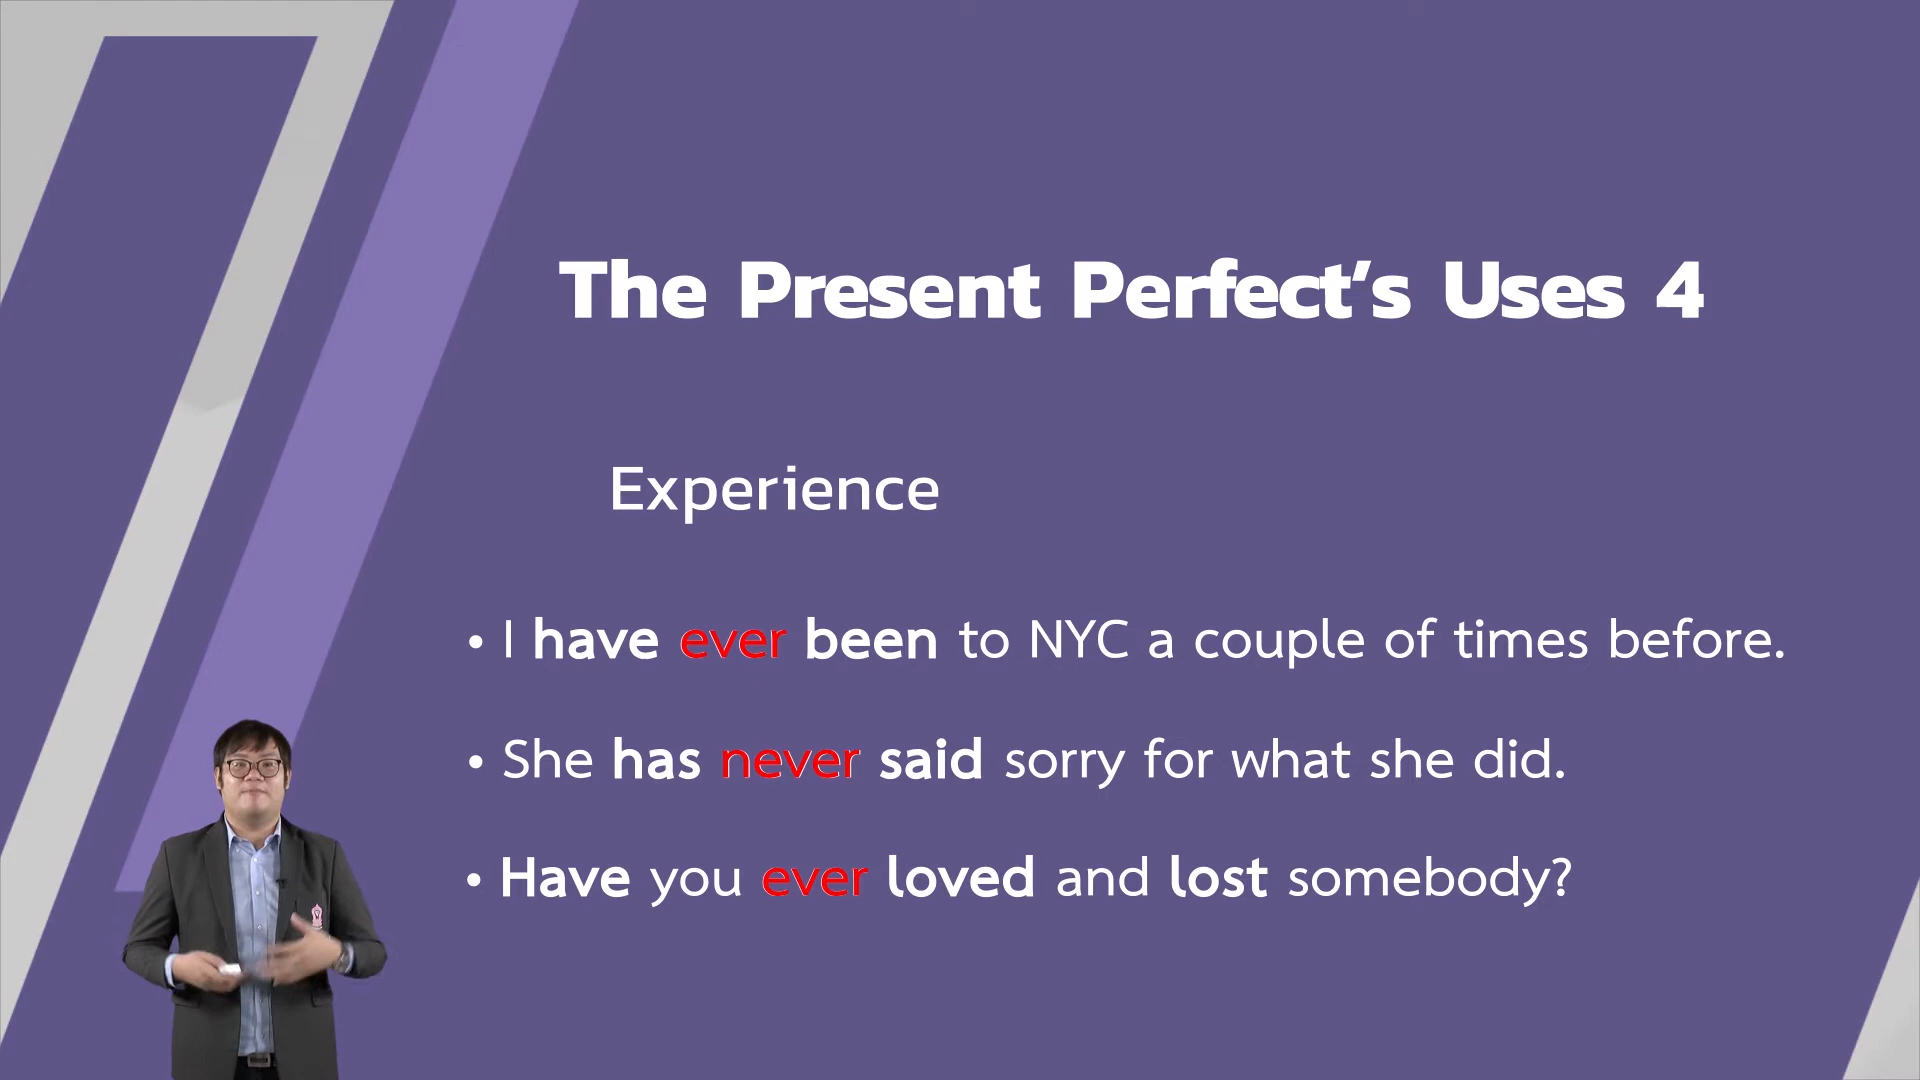 The Present Perfect’s Uses 4
Experience
• I have ever been to NYC a couple of times before.
• She has never said sorry for what she did.
• Have you ever loved and lost somebody?